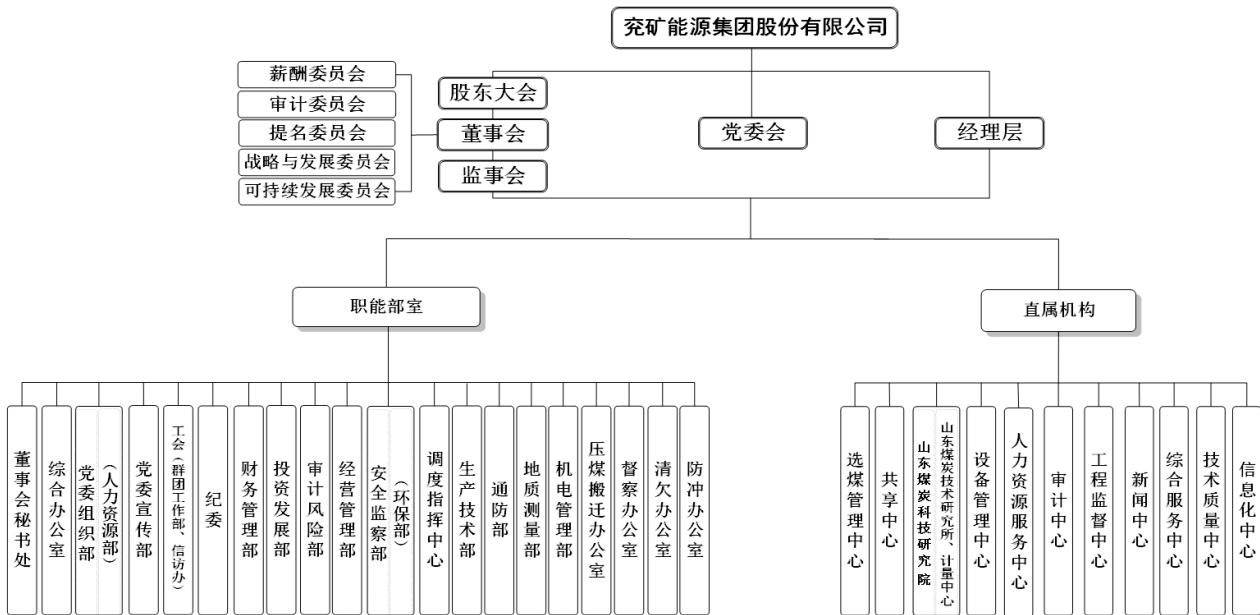 兖矿能源集团股份有限公司
薪酬委员会
审计委员会
提名委员会
战略与发展委员会
可持续发展委员会
股东大会
董事会
监事会
党委会
经理层
职能部室
直属机构
董事会秘书处
综合办公室
党委组织部
（人力资源部）
党委宣传部
工会（群团工作部、信访办）
纪委
财务管理部
投资发展部
审计风险部
经营管理部
安全监察部
（环保部）
调度指挥中心
生产技术部
通防部
地质测量部
机电管理部
压煤搬迁办公室
督察办公室
清欠办公室
防冲办公室
选煤管理中心
共享中心
山东煤炭科技研究院
山东煤炭技术研究所、计量中心
设备管理中心
人力资源服务中心
审计中心
工程监督中心
新闻中心
综合服务中心
技术质量中心
信息化中心